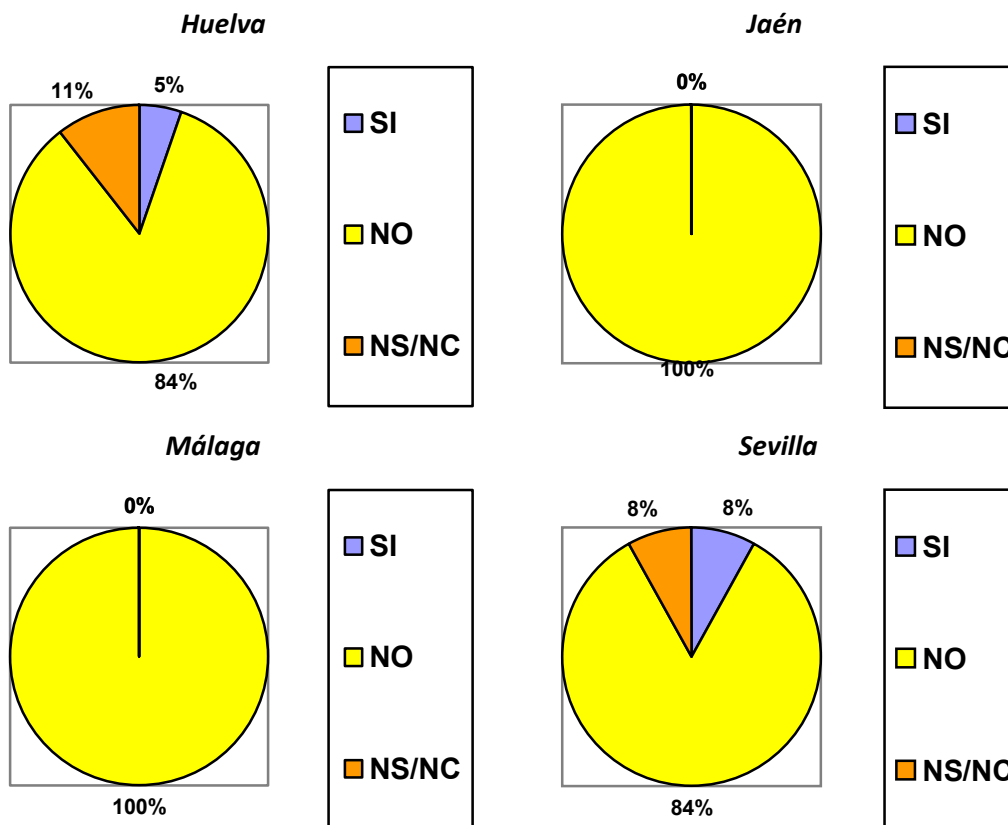 Huelva
11%
5%
84%
SI
NO
NS/NC
Jaén
0%
100%
SI
NO
NS/NC
Málaga
0%
100%
SI
NO
NS/NC
Sevilla
8%
8%
84%
SI
NO
NS/NC